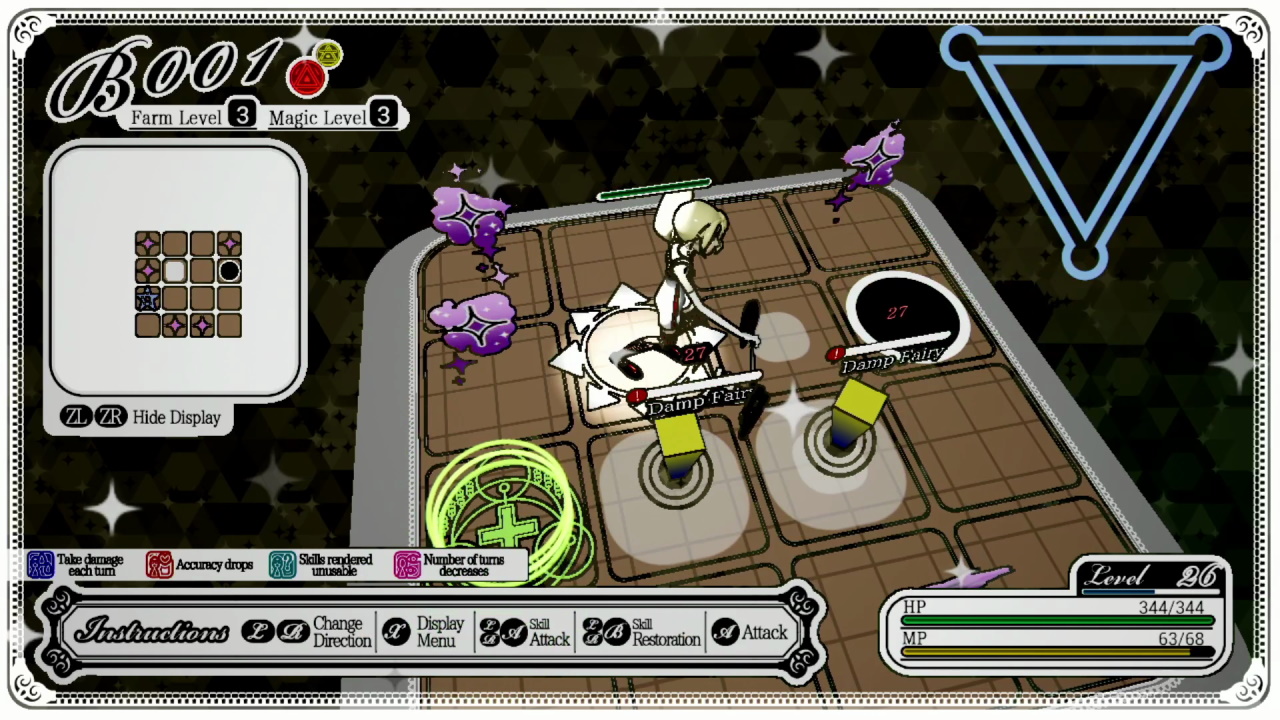 B001
Farm Level 3 Magic Level 3
ZL ZR Hide Display
27
27
Damp Fairy
Damp Fairy
Take damage
each turn
Accuracy drops
Skills rendered
unusable
Number of turns
decreases
Instructions
L R Change
Direction
X Display
Menu
L R A Skill
Attack
L R B Skill
Restoration
A Attack
Level 26
HP 344/344
MP 63/68